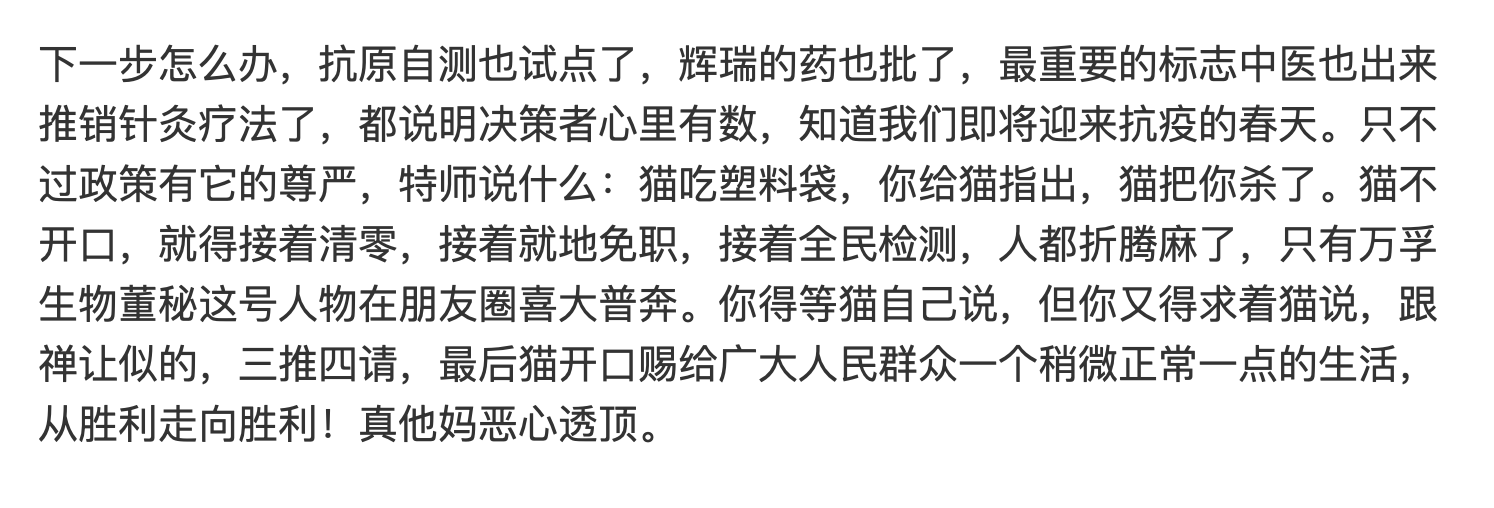 下一步怎么办，抗原自测也试点了，辉瑞的药也批了，最重要的标志中医也出来
推销针灸疗法了，都说明决策者心里有数，知道我们即将迎来抗疫的春天。只不
过政策有它的尊严，特师说什么：猫吃塑料袋，你给猫指出，猫把你杀了。猫不
开口，就得接着清零，接着就地免职，接着全民检测，人都折腾麻了，只有万孚
生物董秘这号人物在朋友圈喜大普奔。你得等猫自己说，但你又得求着猫说，跟
禅让似的，三推四请，最后猫开口赐给广大人民群众一个稍微正常一点的生活，
从胜利走向胜利！真他妈恶心透顶。